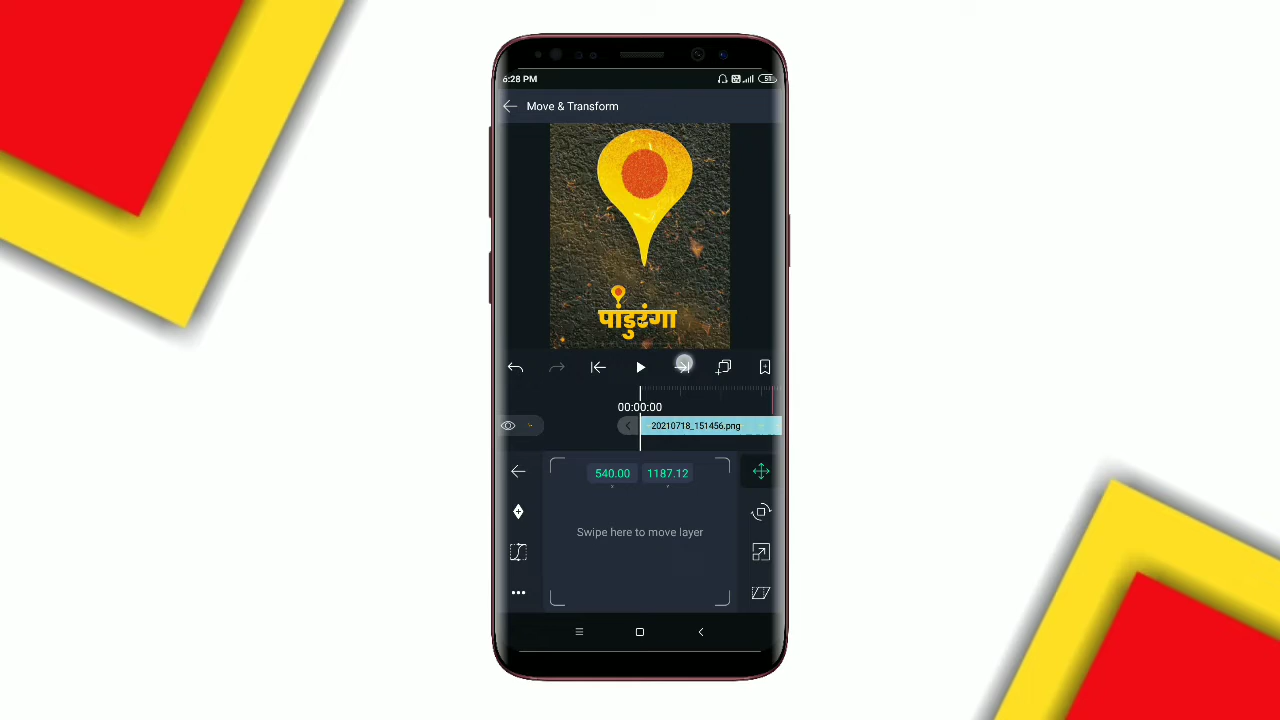 6:28 PM
Move & Transform
पांडुरंगा
00:00:00
20210718_151456.png
540.00 1187.12
Swipe here to move layer